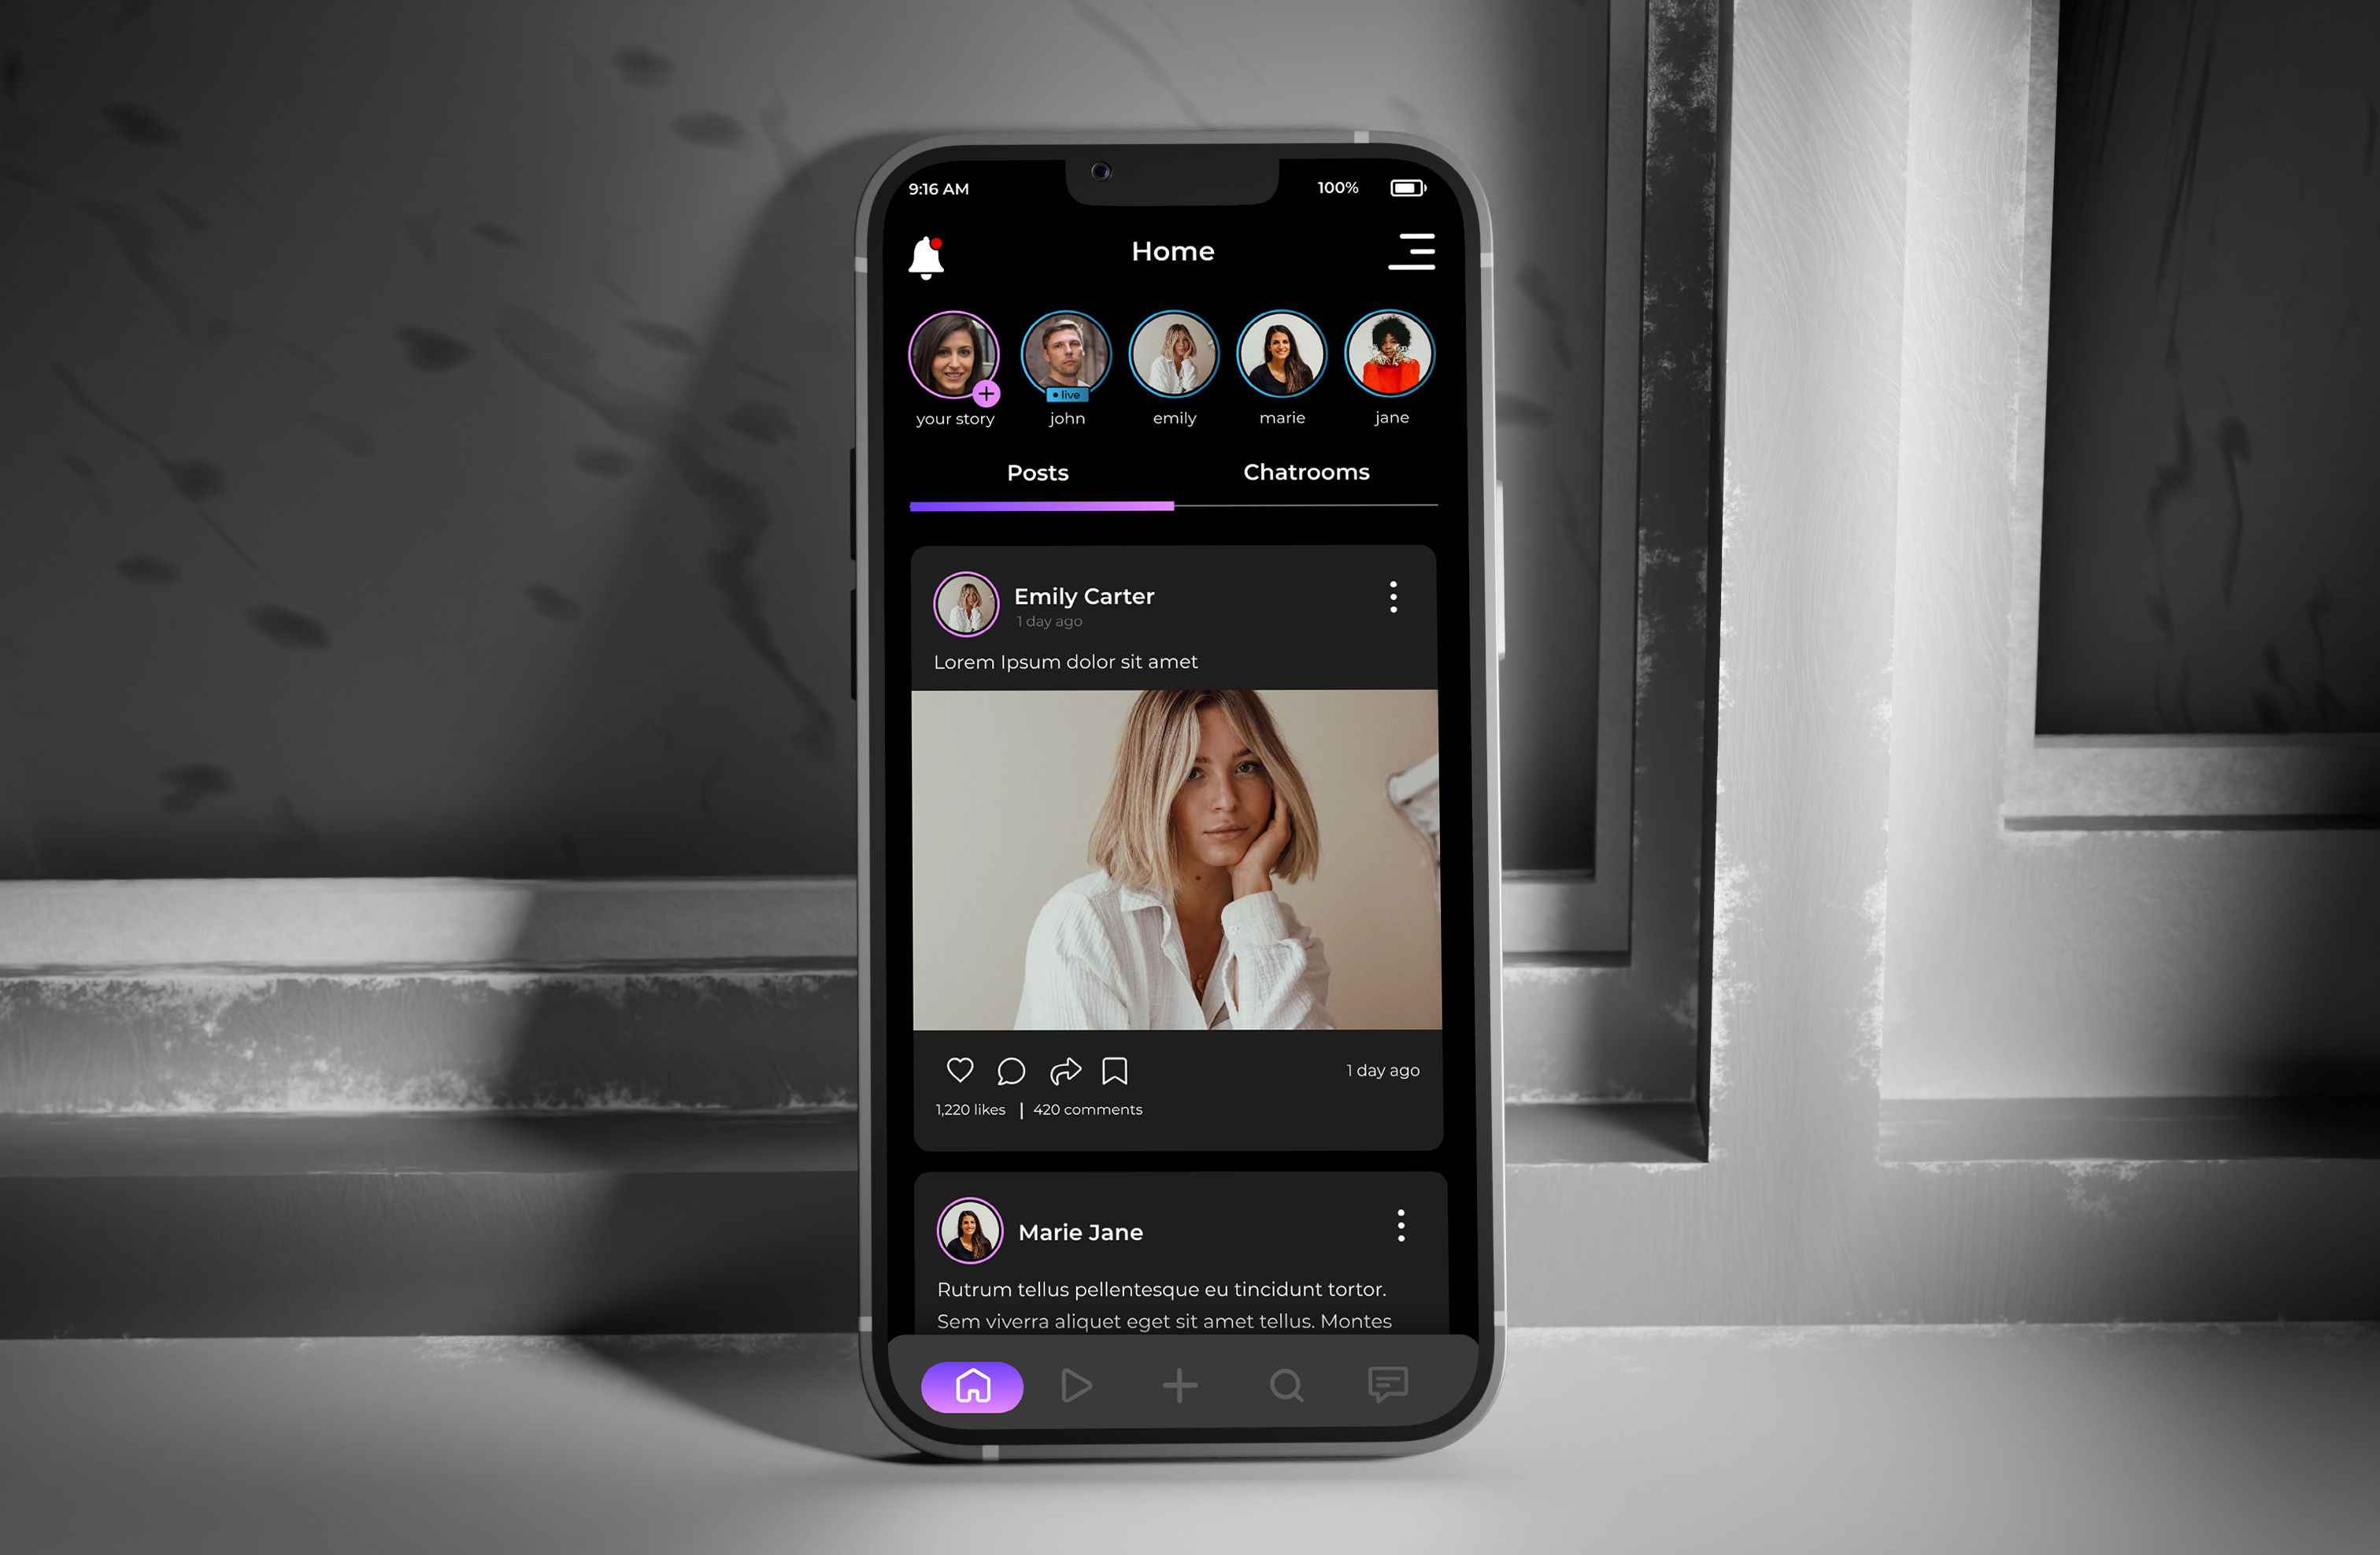 9:16 AM
100%
Home
live
your story
john
emily
marie
jane
Posts
Chatrooms
Emily Carter
1 day ago
Lorem Ipsum dolor sit amet
1 day ago
1,220 likes | 420 comments
Marie Jane
Rutrum tellus pellentesque eu tincidunt tortor.
Sem viverra aliquet eget sit amet tellus. Montes